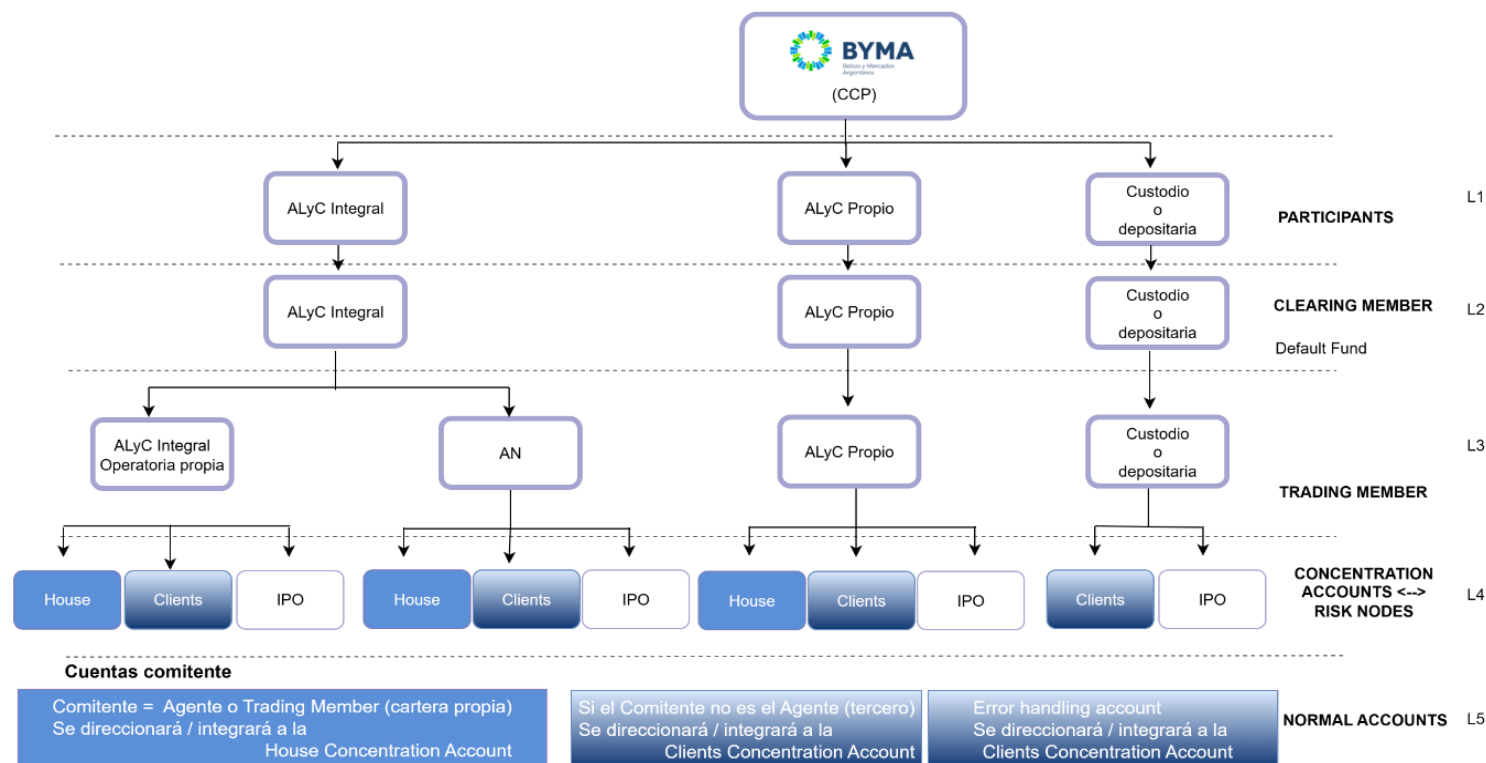 BYMA
Bolsas y Mercados
Argentinos
(CCP)
ALyC Integral
ALyC Propio
Custodio
o
depositaria
PARTICIPANTS
L1
ALyC Integral
ALyC Propio
Custodio
o
depositaria
CLEARING MEMBER
Default Fund
L2
ALyC Integral
Operatoria propia
AN
ALyC Propio
Custodio
o
depositaria
L3
TRADING MEMBER
House
Clients
IPO
House
Clients
IPO
House
Clients
IPO
Clients
IPO
CONCENTRATION
ACCOUNTS <-->
RISK NODES
L4
Cuentas comitente
Comitente = Agente o Trading Member (cartera propia)
Se direccionará / integrará a la
House Concentration Account
Si el Comitente no es el Agente (tercero)
Se direccionará / integrará a la
Clients Concentration Account
Error handling account
Se direccionará / integrará a la
Clients Concentration Account
NORMAL ACCOUNTS
L5